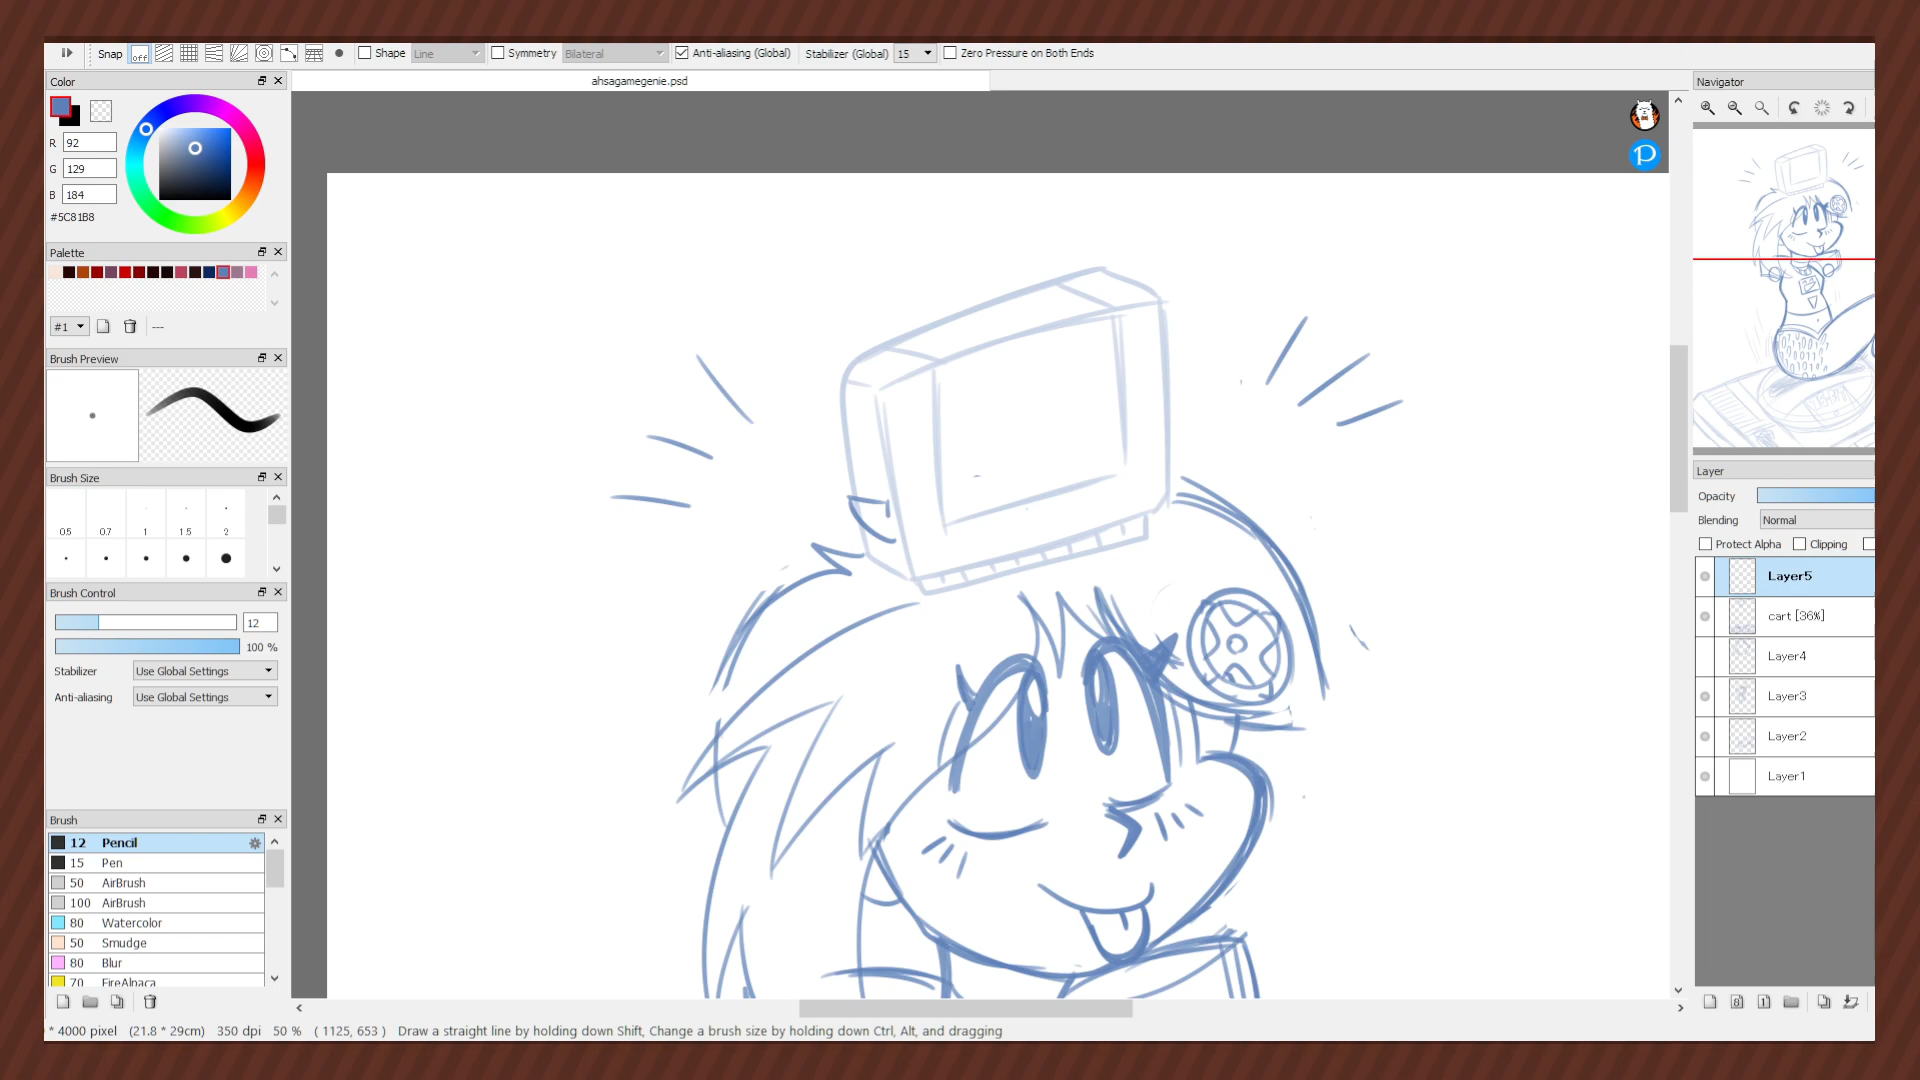 Snap off Shape Line Symmetry Bilateral Anti-aliasing (Global) Stabilizer (Global) 15 Zero Pressure on Both Ends
Color
ahsagamegenie.psd
Navigator
R 92
G 129
B 184
#5C81B8
Palette
#1 ---
Brush Preview
Brush Size
0.5 0.7 1 1.5 2
Brush Control
12
100 %
Stabilizer Use Global Settings
Anti-aliasing Use Global Settings
Brush
12 Pencil
15 Pen
50 AirBrush
100 AirBrush
80 Watercolor
50 Smudge
80 Blur
70 FireAlpaca
Layer
Opacity
Blending Normal
Protect Alpha Clipping
Layer5
cart [36%]
Layer4
Layer3
Layer2
Layer1
* 4000 pixel (21.8 * 29cm) 350 dpi 50 % ( 1125, 653 ) Draw a straight line by holding down Shift, Change a brush size by holding down Ctrl, Alt, and dragging